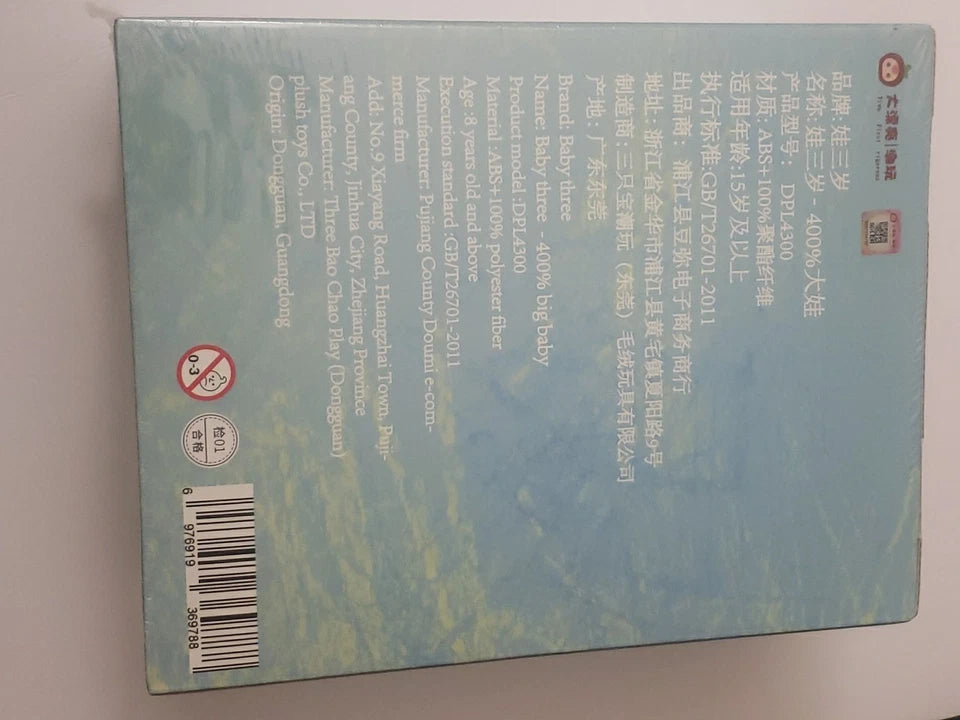 品牌: 娃三岁
名称: 娃三岁 - 400%大娃
产品型号： DPL4300
材质: ABS+100%聚酯纤维
适用年龄:15岁及以上
执行标准:GB/T26701-2011
出品商： 浦江县豆弥电子商务商行
地址: 浙江省金华市浦江县黄宅镇夏阳路9号
制造商：三只宝潮玩（东莞）毛绒玩具有限公司
产地：广东东莞
Brand: Baby three
Name: Baby three - 400% big baby
Product model :DPL4300
Material : ABS+100% polyester fiber
Age :8 years old and above
Execution standard :GB/T26701-2011
Manufacturer: Pujiang County Doumi e-com-
merce firm
Add: No.9 Xiayang Road, Huangzhai Town, Puji-
ang County, Jinhua City, Zhejiang Province
Manufacturer: Three Bao Chao Play (Dongguan)
plush toys Co., LTD
Origin: Dongguan, Guangdong
0-3
检01
合格
6 976919 369788